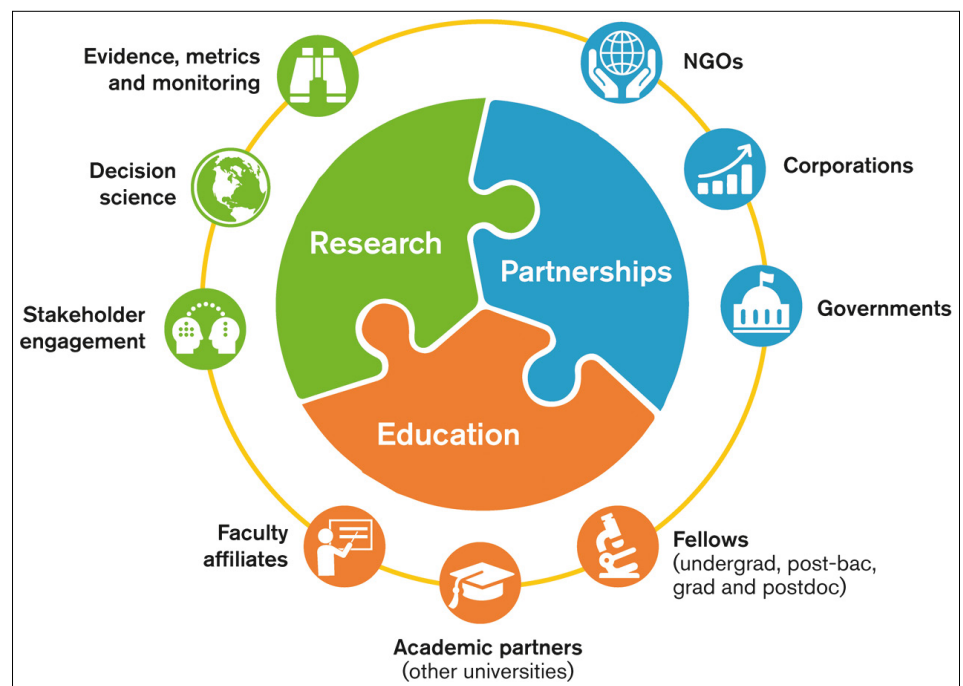 Evidence, metrics
and monitoring
NGOs
Decision
science
Corporations
Research
Partnerships
Stakeholder
engagement
Governments
Education
Faculty
affiliates
Fellows
(undergrad, post-bac,
grad and postdoc)
Academic partners
(other universities)